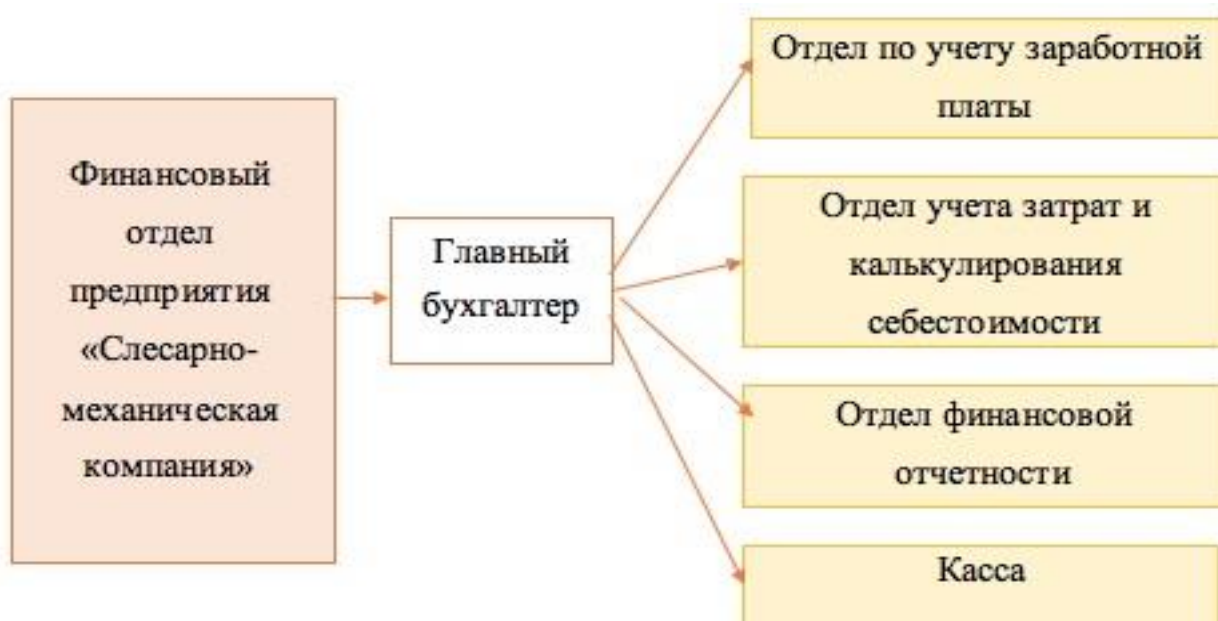 Финансовый
отдел
предприятия
«Слесарно-
механическая
компания»
Главный
бухгалтер
Отдел по учету заработной
платы
Отдел учета затрат и
калькулирования
себестоимости
Отдел финансовой
отчетности
Касса